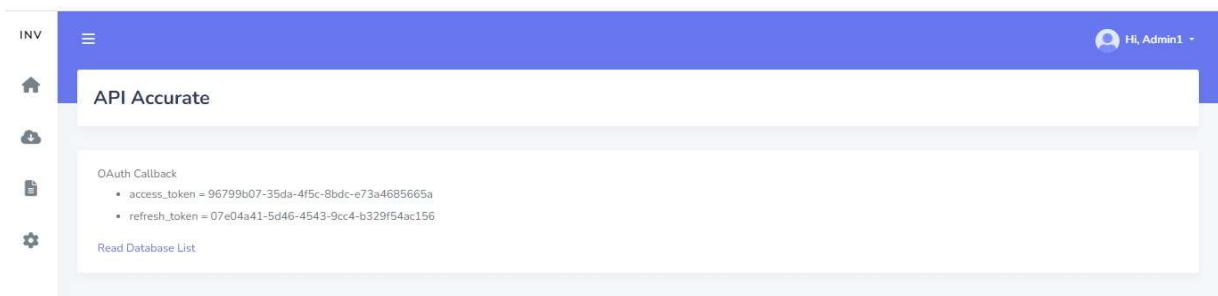 INV
Hi, Admin1
API Accurate
OAuth Callback
• access_token = 96799b07-35da-4f5c-8bdc-e73a4685665a
• refresh_token = 07e04a41-5d46-4543-9cc4-b329f54ac156
Read Database List